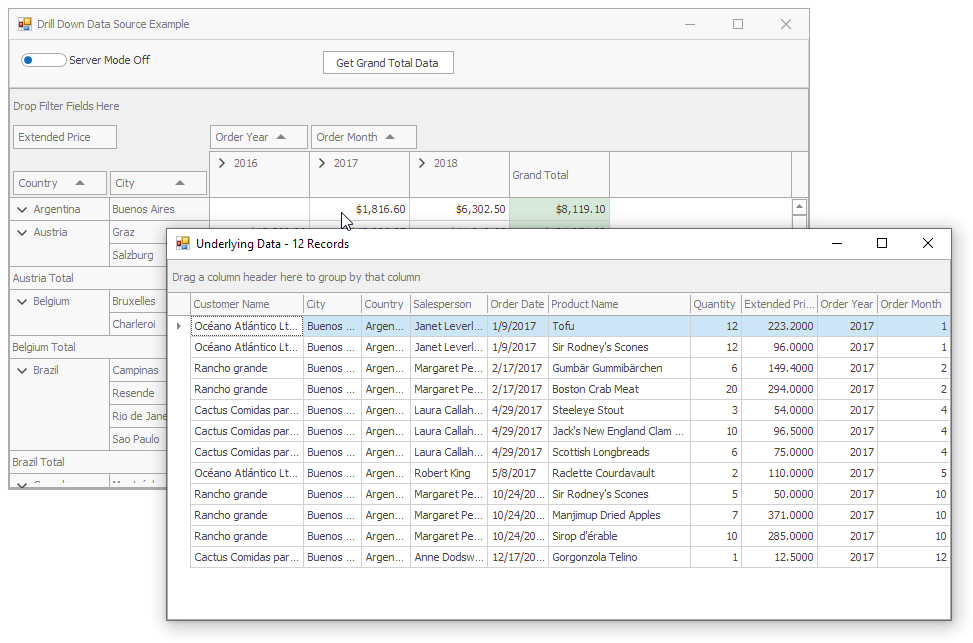 Drill Down Data Source Example
Server Mode Off
Get Grand Total Data
Drop Filter Fields Here
Extended Price
Order Year
Order Month
2016
2017
2018
Grand Total
Country
City
Argentina Buenos Aires $1,816.60 $6,302.50 $8,119.10
Austria Graz
Salzburg
Austria Total
Belgium Bruxelles
Charleroi
Belgium Total
Brazil Campinas
Resende
Rio de Jane
Sao Paulo
Brazil Total
Underlying Data - 12 Records
Drag a column header here to group by that column
Customer Name City Country Salesperson Order Date Product Name Quantity Extended Pri... Order Year Order Month
Océano Atlántico Lt... Buenos ... Argen... Janet Leverl... 1/9/2017 Tofu 12 223.2000 2017 1
Océano Atlántico Lt... Buenos ... Argen... Janet Leverl... 1/9/2017 Sir Rodney's Scones 12 96.0000 2017 1
Rancho grande Buenos ... Argen... Margaret Pe... 2/17/2017 Gumbär Gummibärchen 6 149.4000 2017 2
Rancho grande Buenos ... Argen... Margaret Pe... 2/17/2017 Boston Crab Meat 20 294.0000 2017 2
Cactus Comidas par... Buenos ... Argen... Laura Callah... 4/29/2017 Steeleye Stout 3 54.0000 2017 4
Cactus Comidas par... Buenos ... Argen... Laura Callah... 4/29/2017 Jack's New England Clam ... 10 96.5000 2017 4
Cactus Comidas par... Buenos ... Argen... Laura Callah... 4/29/2017 Scottish Longbreads 6 75.0000 2017 4
Océano Atlántico Lt... Buenos ... Argen... Robert King 5/8/2017 Raclette Courdavault 2 110.0000 2017 5
Rancho grande Buenos ... Argen... Margaret Pe... 10/24/20... Sir Rodney's Scones 5 50.0000 2017 10
Rancho grande Buenos ... Argen... Margaret Pe... 10/24/20... Manjimup Dried Apples 7 371.0000 2017 10
Rancho grande Buenos ... Argen... Margaret Pe... 10/24/20... Sirop d'érable 10 285.0000 2017 10
Cactus Comidas par... Buenos ... Argen... Anne Dodsw... 12/17/20... Gorgonzola Telino 1 12.5000 2017 12